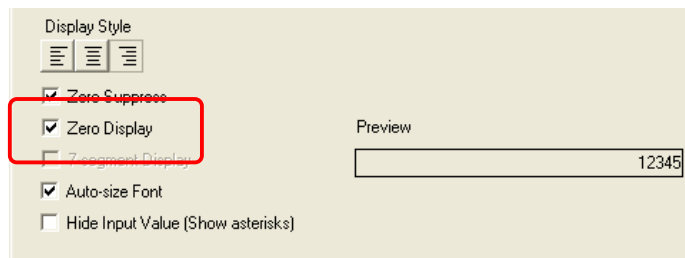 Display Style
Zero Suppress
Zero Display
Preview
7-segment Display
12345
Auto-size Font
Hide Input Value (Show asterisks)